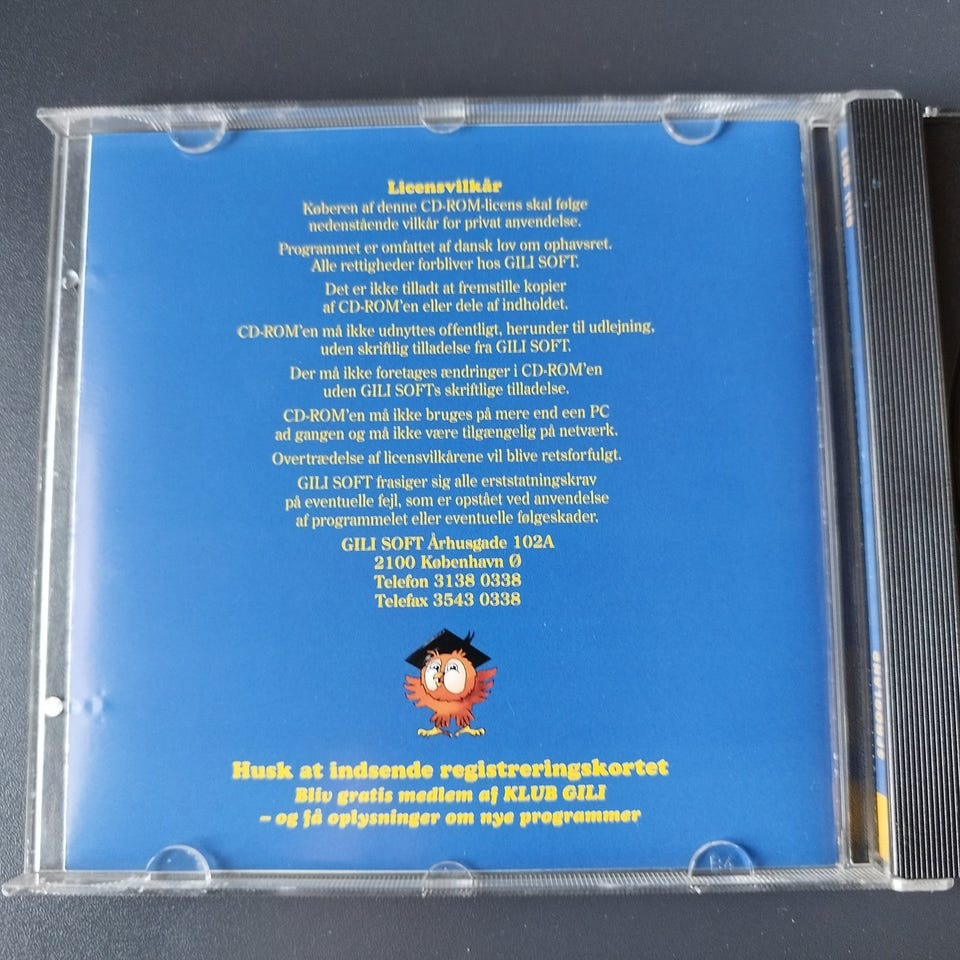 Licensvilkår
Køberen af denne CD-ROM-licens skal følge
nedenstående vilkår for privat anvendelse.
Programmet er omfattet af dansk lov om ophavsret.
Alle rettigheder forbliver hos GILI SOFT.
Det er ikke tilladt at fremstille kopier
af CD-ROM'en eller dele af indholdet.
CD-ROM'en må ikke udnyttes offentligt, herunder til udlejning,
uden skriftlig tilladelse fra GILI SOFT.
Der må ikke foretages ændringer i CD-ROM'en
uden GILI SOFTs skriftlige tilladelse.
CD-ROM'en må ikke bruges på mere end een PC
ad gangen og må ikke være tilgængelig på netværk.
Overtrædelse af licensvilkårene vil blive retsforfulgt.
GILI SOFT frasiger sig alle erststatningskrav
på eventuelle fejl, som er opstået ved anvendelse
af programmelet eller eventuelle følgeskader.
GILI SOFT Århusgade 102A
2100 København Ø
Telefon 3138 0338
Telefax 3543 0338
Husk at indsende registreringskortet
Bliv gratis medlem af KLUB GILI
– og få oplysninger om nye programmer